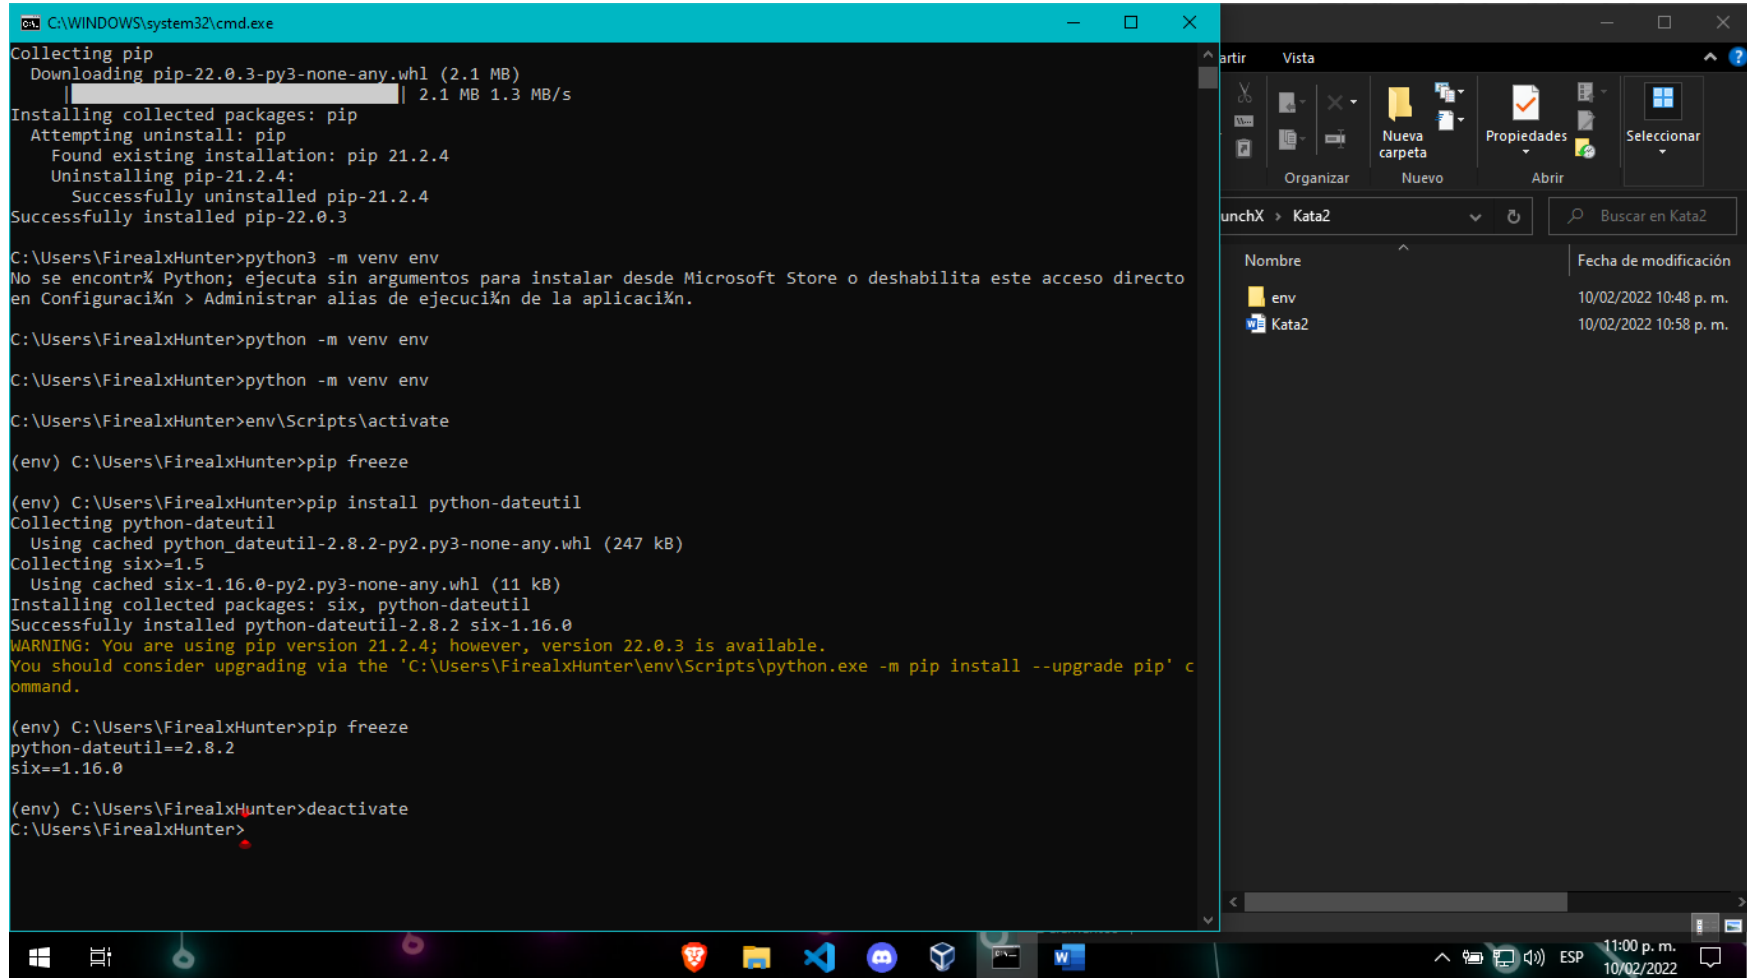 C:\WINDOWS\system32\cmd.exe
Collecting pip
Downloading pip-22.0.3-py3-none-any.whl (2.1 MB)
| | 2.1 MB 1.3 MB/s
Installing collected packages: pip
Attempting uninstall: pip
Found existing installation: pip 21.2.4
Uninstalling pip-21.2.4:
Successfully uninstalled pip-21.2.4
Successfully installed pip-22.0.3
C:\Users\FirealxHunter>python3 -m venv env
No se encontr¾ Python; ejecuta sin argumentos para instalar desde Microsoft Store o deshabilita este acceso directo
en Configuraci¾n > Administrar alias de ejecuci¾n de la aplicaci¾n.
C:\Users\FirealxHunter>python -m venv env
C:\Users\FirealxHunter>python -m venv env
C:\Users\FirealxHunter>env\Scripts\activate
(env) C:\Users\FirealxHunter>pip freeze
(env) C:\Users\FirealxHunter>pip install python-dateutil
Collecting python-dateutil
Using cached python_dateutil-2.8.2-py2.py3-none-any.whl (247 kB)
Collecting six>=1.5
Using cached six-1.16.0-py2.py3-none-any.whl (11 kB)
Installing collected packages: six, python-dateutil
Successfully installed python-dateutil-2.8.2 six-1.16.0
WARNING: You are using pip version 21.2.4; however, version 22.0.3 is available.
You should consider upgrading via the 'C:\Users\FirealxHunter\env\Scripts\python.exe -m pip install --upgrade pip' c
ommand.
(env) C:\Users\FirealxHunter>pip freeze
python-dateutil==2.8.2
six==1.16.0
(env) C:\Users\FirealxHunter>deactivate
C:\Users\FirealxHunter>
artir Vista
Nueva
carpeta
Propiedades
Seleccionar
Organizar Nuevo Abrir
unchX > Kata2
Buscar en Kata2
Nombre Fecha de modificación
env 10/02/2022 10:48 p. m.
Kata2 10/02/2022 10:58 p. m.
ESP
11:00 p. m.
10/02/2022